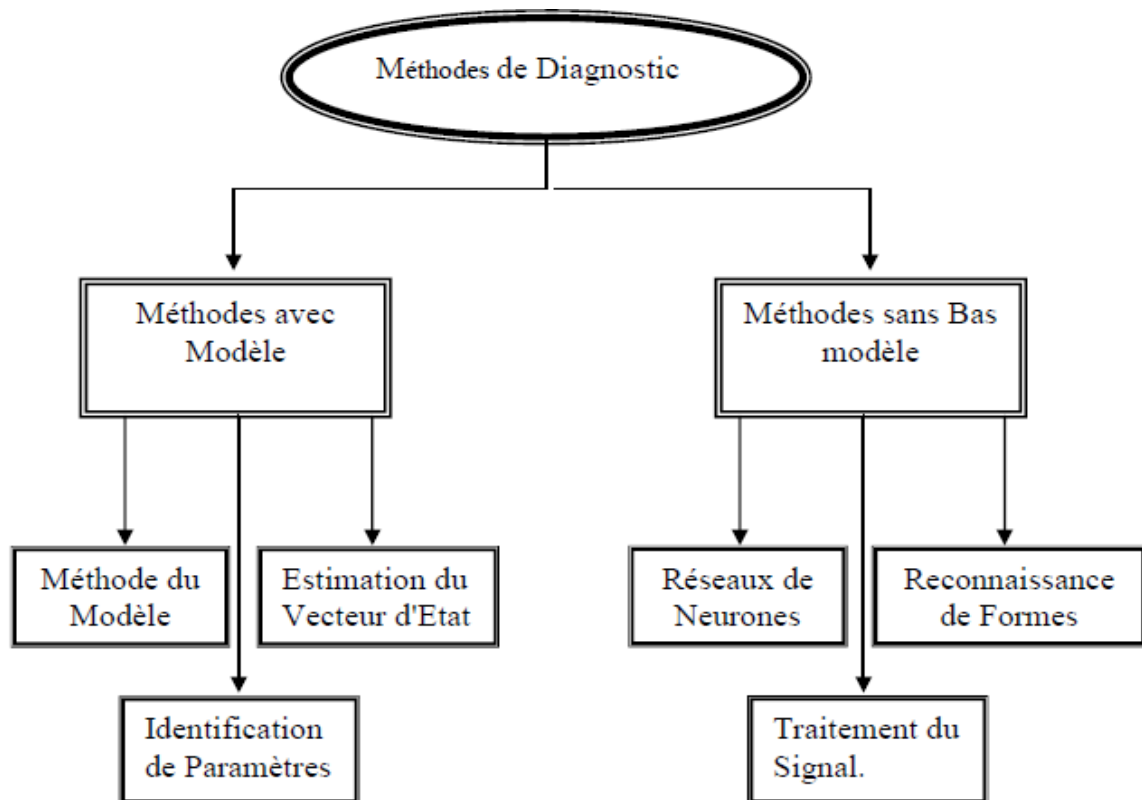 Méthodes de Diagnostic
Méthodes avec
Modèle
Méthodes sans Bas
modèle
Méthode du
Modèle
Estimation du
Vecteur d'Etat
Réseaux de
Neurones
Reconnaissance
de Formes
Identification
de Paramètres
Traitement du
Signal.